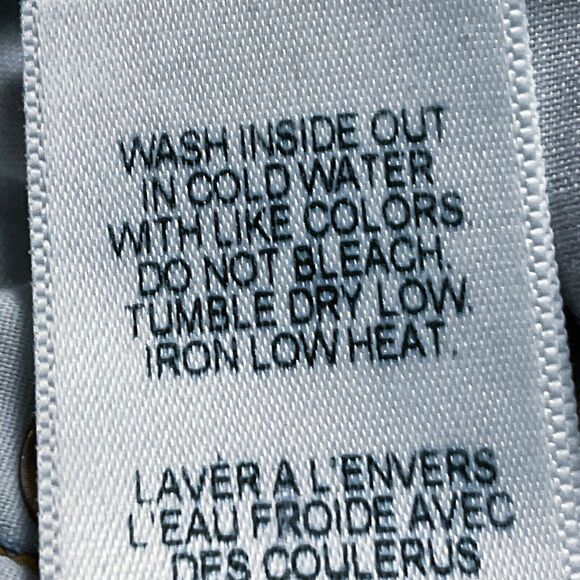 WASH INSIDE OUT
IN COLD WATER
WITH LIKE COLORS.
DO NOT BLEACH.
TUMBLE DRY LOW.
IRON LOW HEAT.
LAVER A L'ENVERS
L'EAU FROIDE AVEC
DES COULERUS